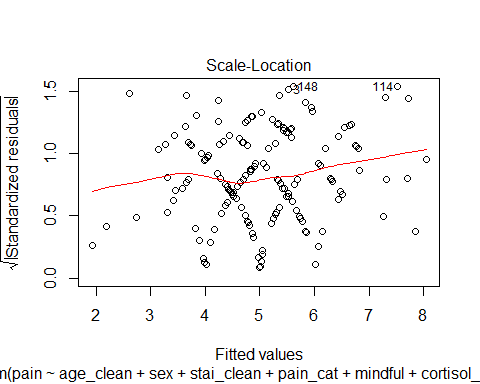 Scale-Location
√|Standardized residuals|
1.5
1.0
0.5
0.0
148
114
2 3 4 5 6 7 8
Fitted values
m(pain ~ age_clean + sex + stai_clean + pain_cat + mindful + cortisol_